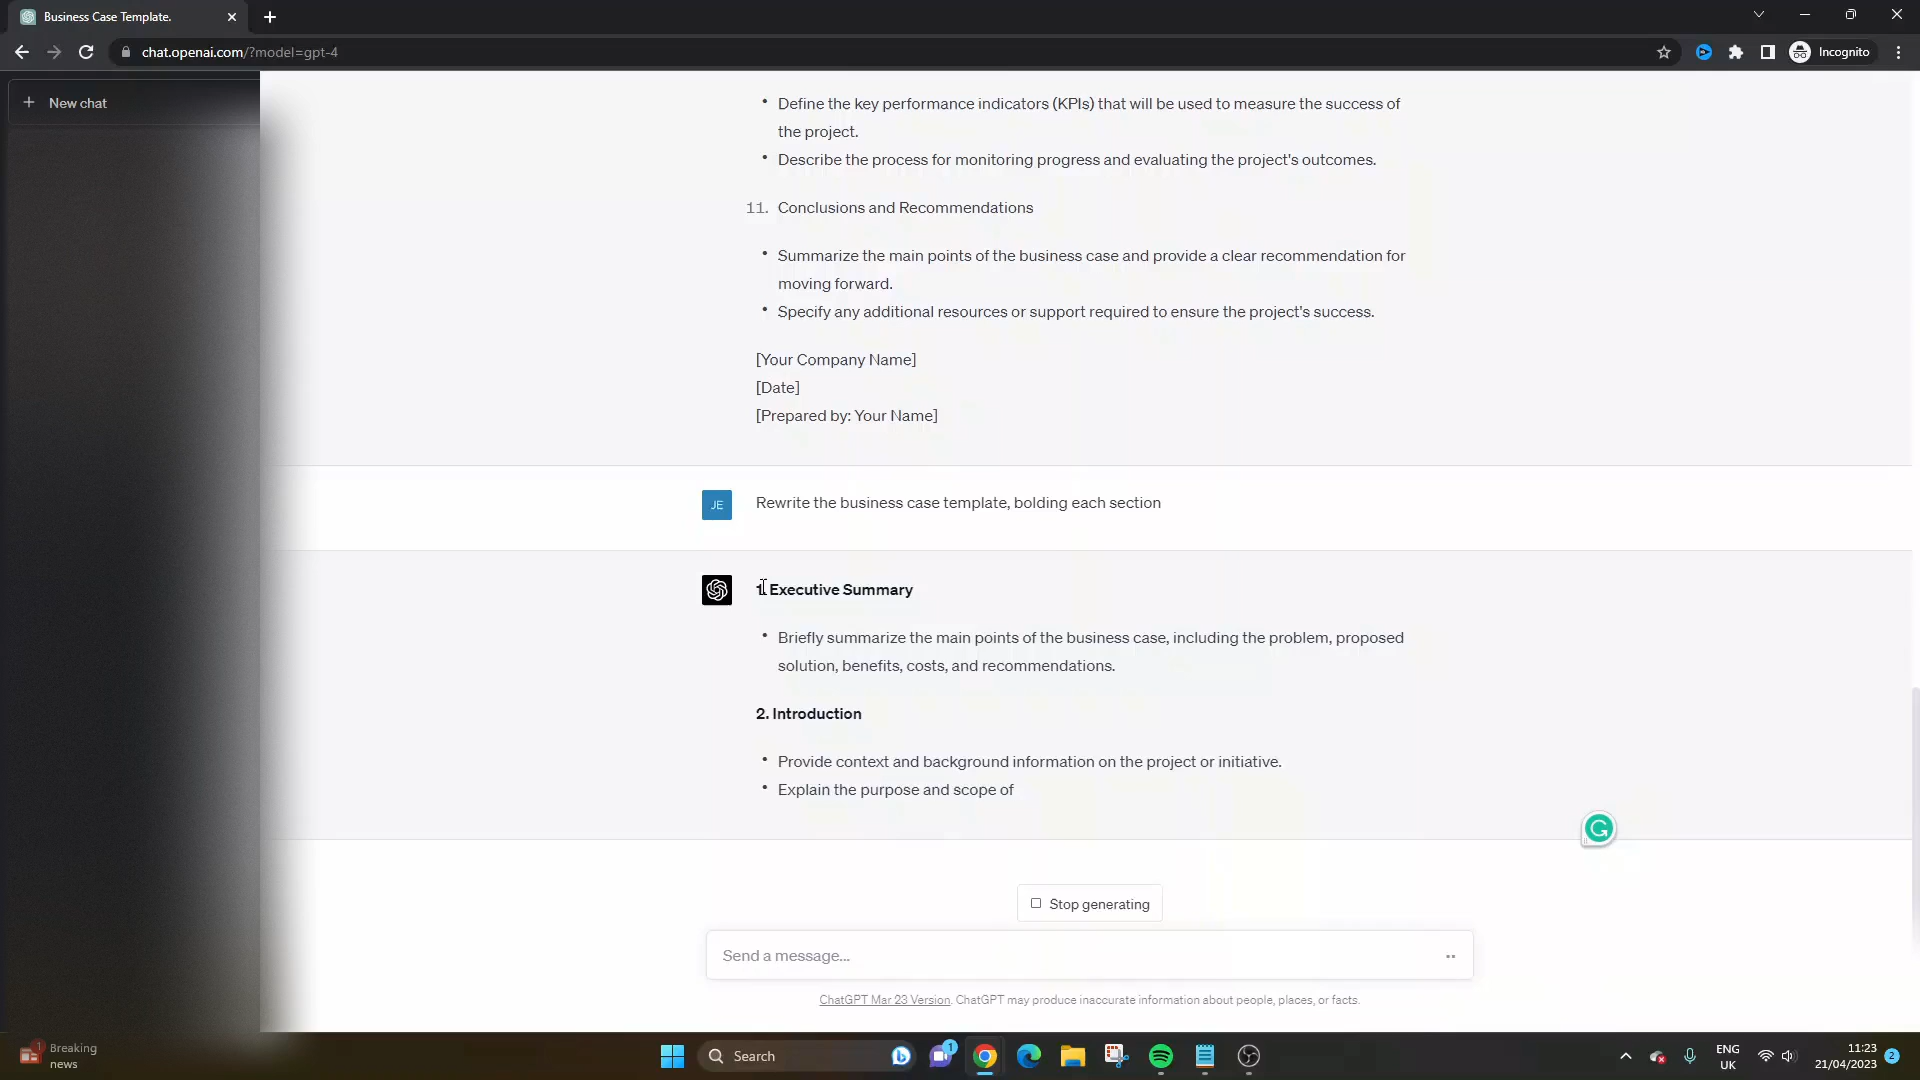 Business Case Template.
chat.openai.com/?model=gpt-4
Incognito
New chat
• Define the key performance indicators (KPIs) that will be used to measure the success of
the project.
• Describe the process for monitoring progress and evaluating the project's outcomes.
11. Conclusions and Recommendations
• Summarize the main points of the business case and provide a clear recommendation for
moving forward.
• Specify any additional resources or support required to ensure the project's success.
[Your Company Name]
[Date]
[Prepared by: Your Name]
JE
Rewrite the business case template, bolding each section
1. Executive Summary
• Briefly summarize the main points of the business case, including the problem, proposed
solution, benefits, costs, and recommendations.
2. Introduction
• Provide context and background information on the project or initiative.
• Explain the purpose and scope of
Stop generating
Send a message...
ChatGPT Mar 23 Version. ChatGPT may produce inaccurate information about people, places, or facts.
1
Breaking
news
Search
1
ENG
UK
11:23
21/04/2023
2